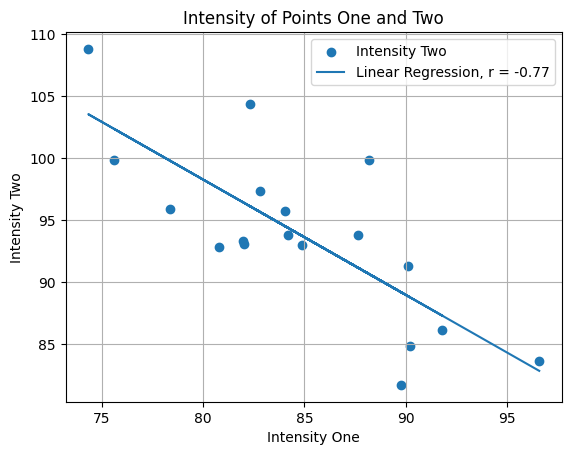 Intensity of Points One and Two
110
105
100
95
90
85
Intensity Two
Intensity Two
Linear Regression, r = -0.77
75
80
85
90
95
Intensity One